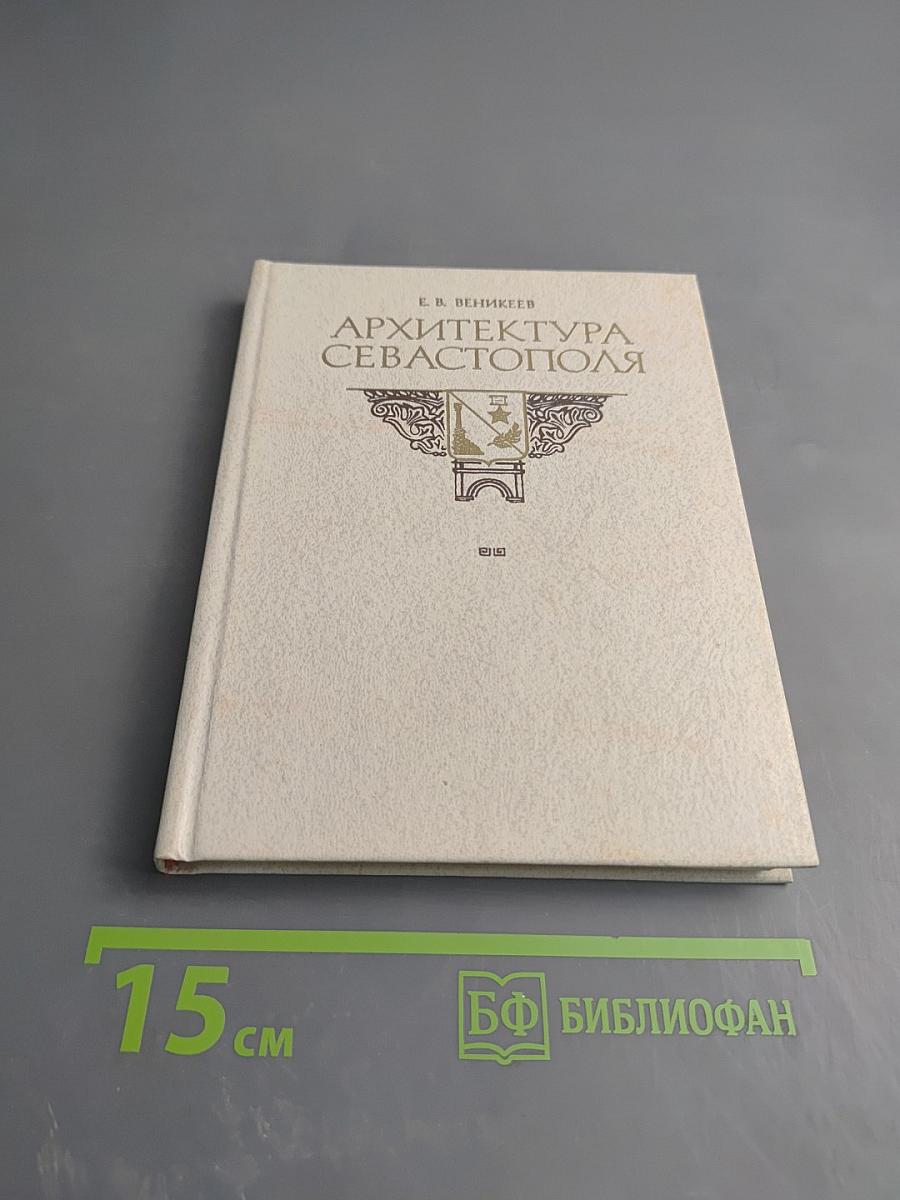 Е. В. ВЕНИКЕЕВ
АРХИТЕКТУРА
СЕВАСТОПОЛЯ
15 см
БФ БИБЛИОФАН